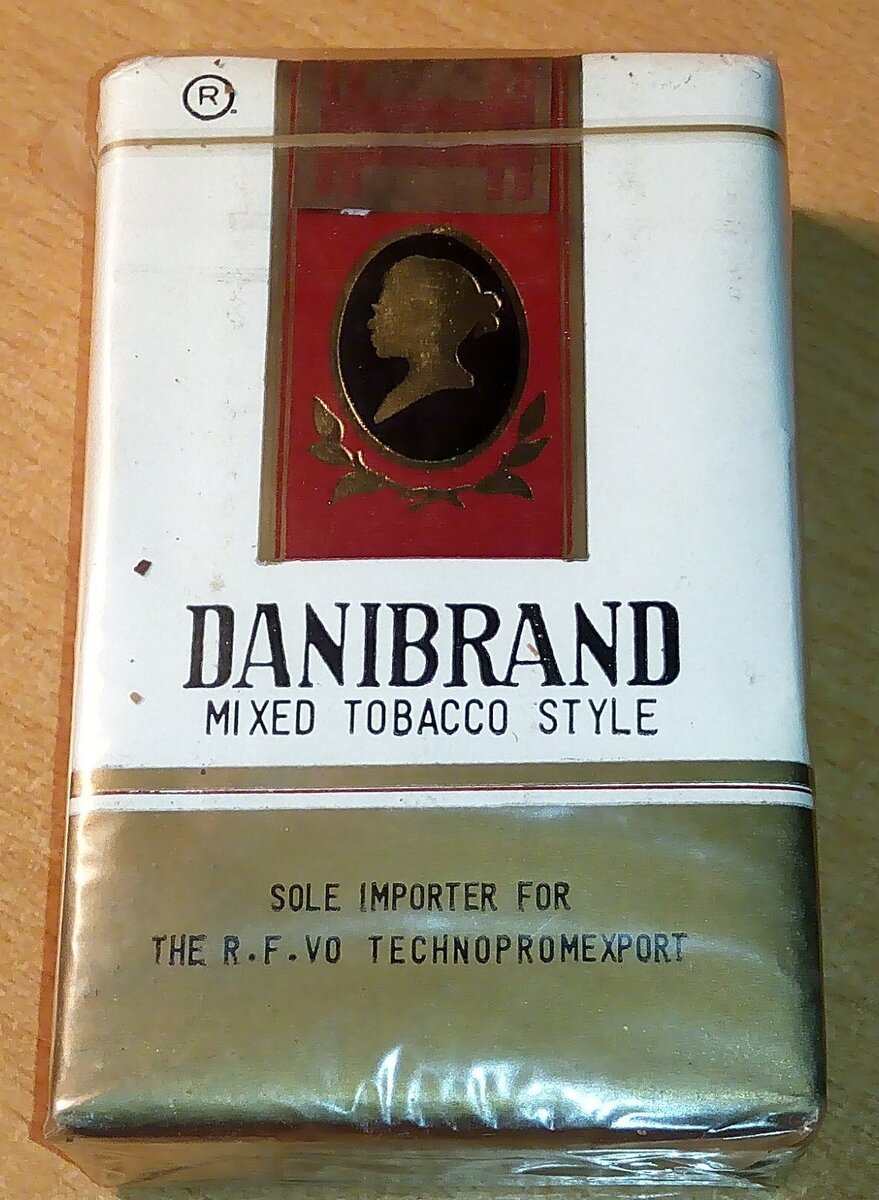 ®
DANIBRAND
MIXED TOBACCO STYLE
SOLE IMPORTER FOR
THE R.F.VO TECHNOPROMEXPORT